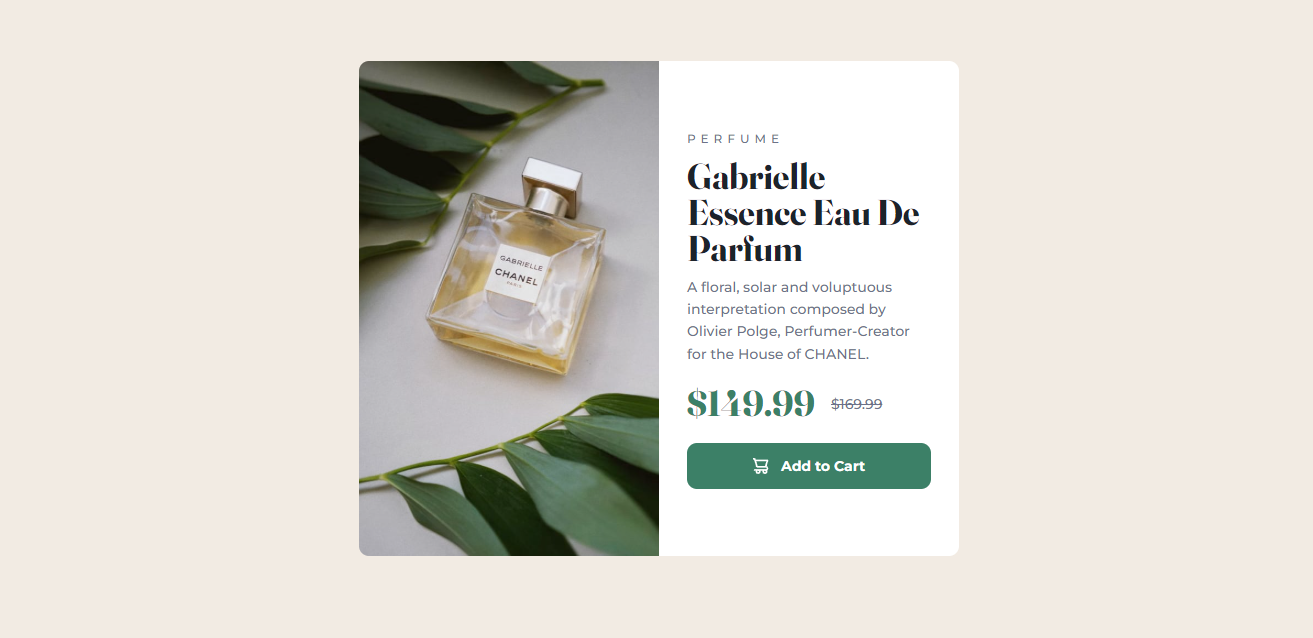 GABRIELLE
CHANEL
PARIS
PERFUME
Gabrielle
Essence Eau De
Parfum
A floral, solar and voluptuous
interpretation composed by
Olivier Polge, Perfumer-Creator
for the House of CHANEL.
$149.99 $169.99
Add to Cart